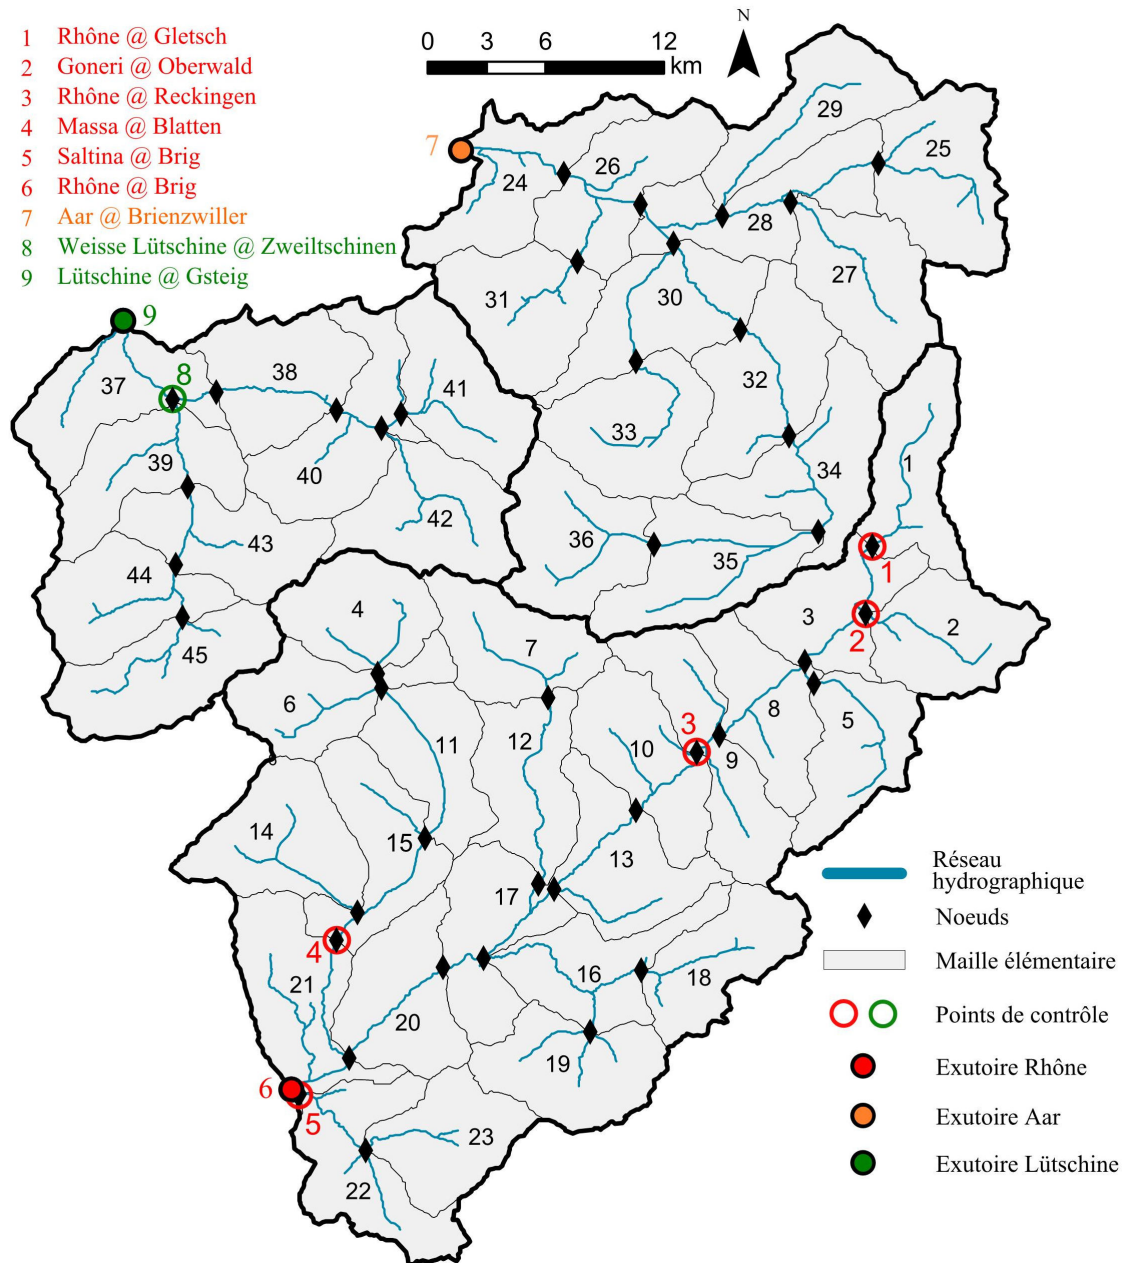 1 Rhône @ Gletsch
2 Goneri @ Oberwald
3 Rhône @ Reckingen
4 Massa @ Blatten
5 Saltina @ Brig
6 Rhône @ Brig
7 Aar @ Brienzwiller
8 Weisse Lütschine @ Zweiltschinen
9 Lütschine @ Gsteig
0 3 6 12
km
N
29
25
7
26
24
28
27
31
30
9
8
37
38
41
32
33
39
40
34
1
42
36
43
35
1
44
4
3
2
2
7
45
6
3
8
5
12
10
9
11
14
15
13
17
4
16
18
21
20
19
6
5
23
22
Réseau
hydrographique
Noeuds
Maille élémentaire
Points de contrôle
Exutoire Rhône
Exutoire Aar
Exutoire Lütschine